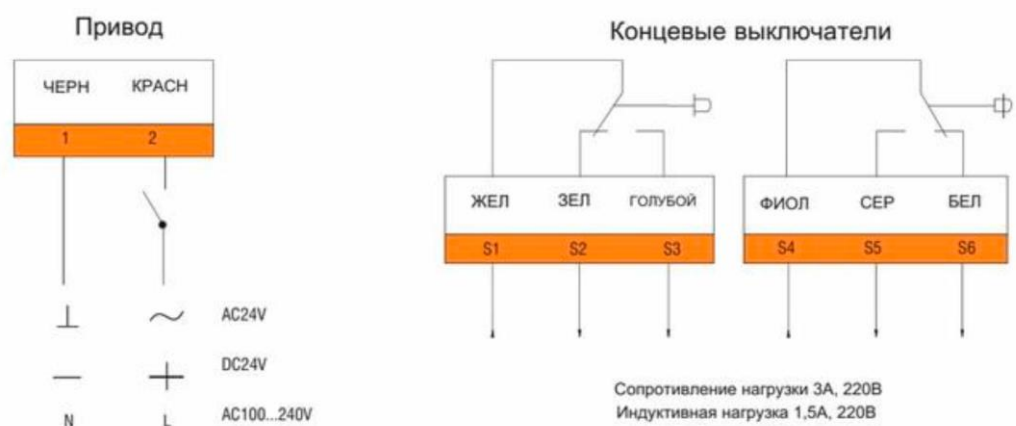 Привод
ЧЕРН КРАСН
1 2
AC24V
DC24V
N L AC100...240V
Концевые выключатели
ЖЕЛ ЗЕЛ ГОЛУБОЙ
S1 S2 S3
ФИОЛ СЕР БЕЛ
S4 S5 S6
Сопротивление нагрузки 3А, 220В
Индуктивная нагрузка 1,5А, 220В